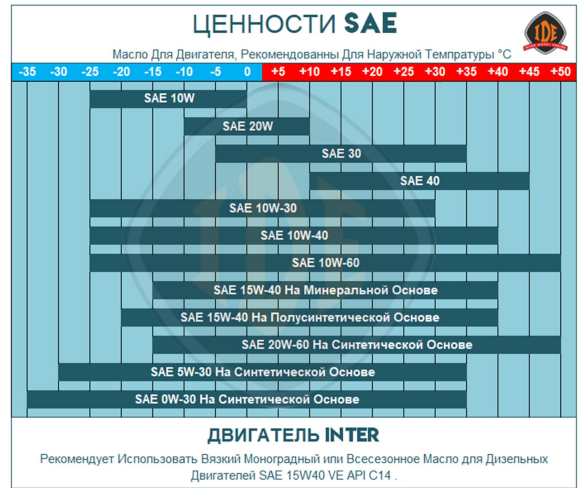 ЦЕННОСТИ SAE
IDE
Масло Для Двигателя, Рекомендованны Для Наружной Темпратуры °C
-35 -30 -25 -20 -15 -10 -5 0 +5 +10 +15 +20 +25 +30 +35 +40 +45 +50
SAE 10W
SAE 20W
SAE 30
SAE 40
SAE 10W-30
SAE 10W-40
SAE 10W-60
SAE 15W-40 На Минеральной Основе
SAE 15W-40 На Полусинтетической Основе
SAE 20W-60 На Синтетической Основе
SAE 5W-30 На Синтетической Основе
SAE 0W-30 На Синтетической Основе
ДВИГАТЕЛЬ INTER
Рекомендует Использовать Вязкий Моноградный или Всесезонное Масло для Дизельных
Двигателей SAE 15W40 VE API C14 .